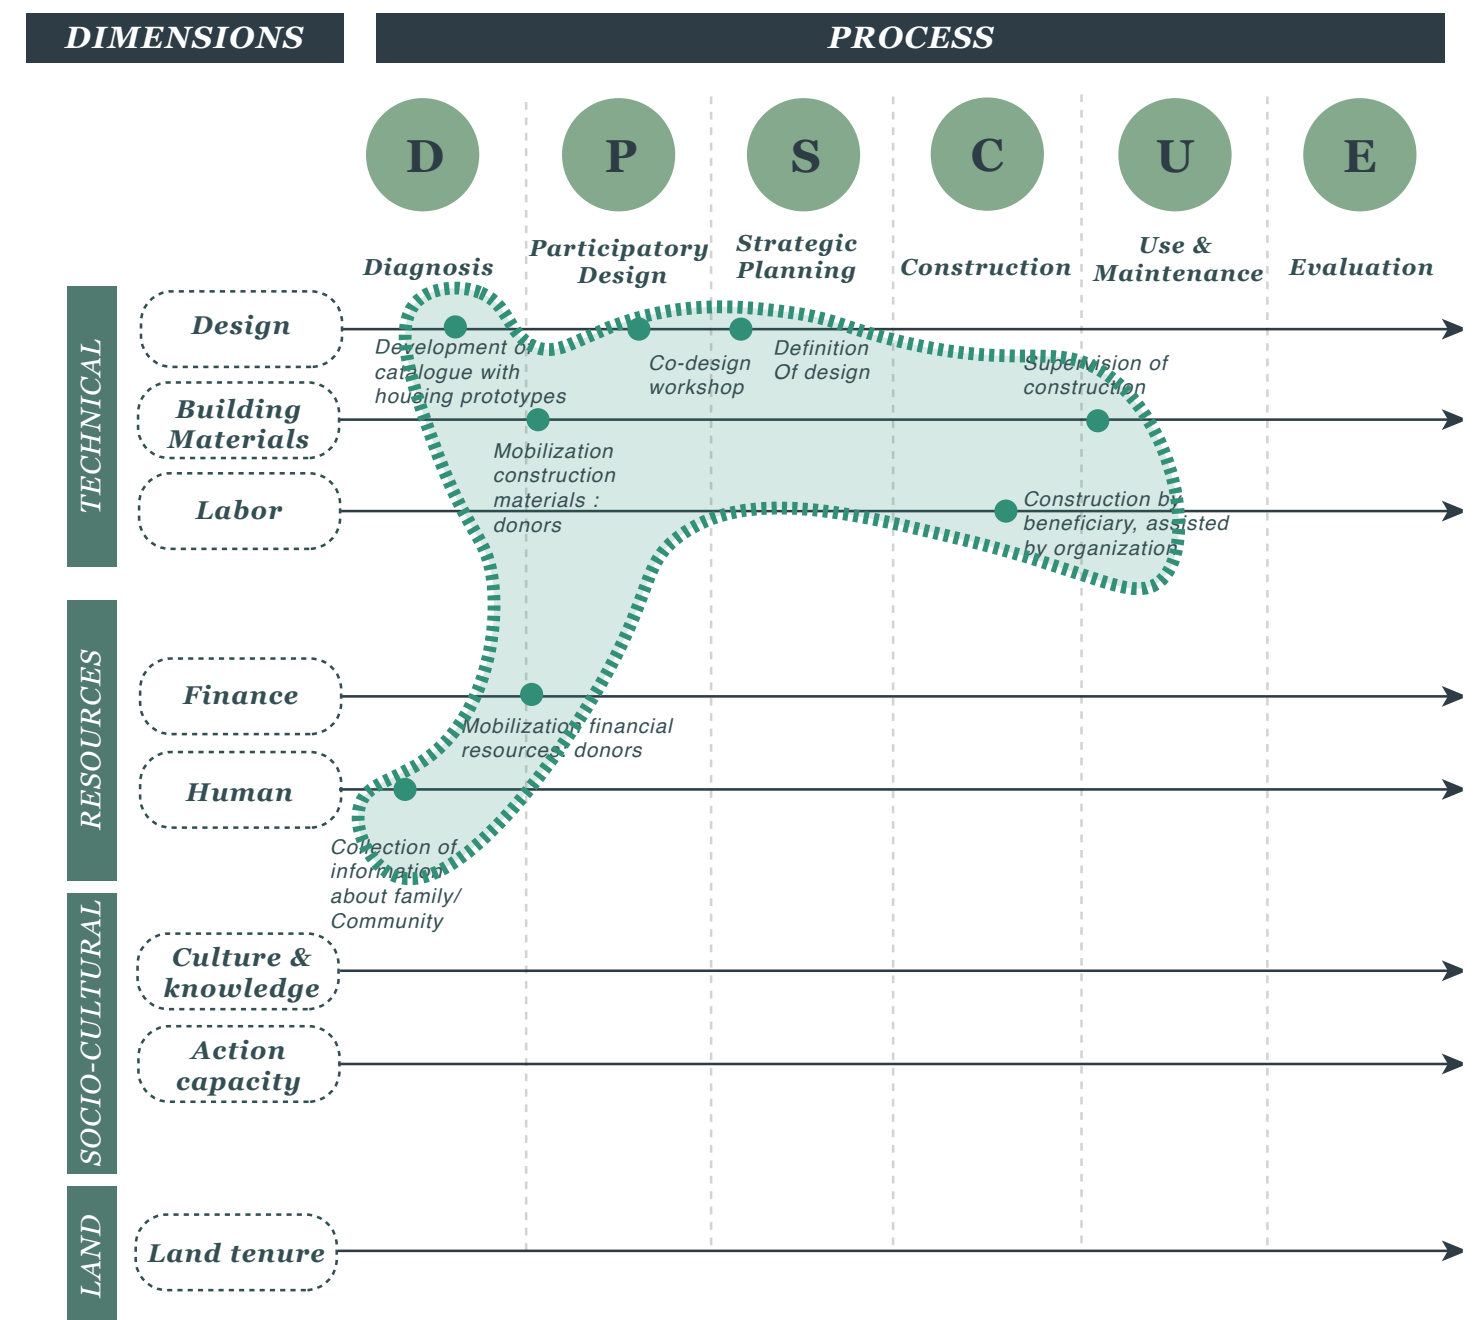 DIMENSIONS
PROCESS
D
P
S
C
U
E
Diagnosis
Participatory
Design
Strategic
Planning
Construction
Use &
Maintenance
Evaluation
TECHNICAL
Design
Development of
catalogue with
housing prototypes
Co-design
workshop
Definition
Of design
Supervision of
construction
Building
Materials
Mobilization
construction
materials :
donors
Labor
Construction by
beneficiary, assisted
by organization
RESOURCES
Finance
Mobilization financial
resources: donors
Human
Collection of
information
about family/
Community
SOCIO-CULTURAL
Culture &
knowledge
Action
capacity
LAND
Land tenure